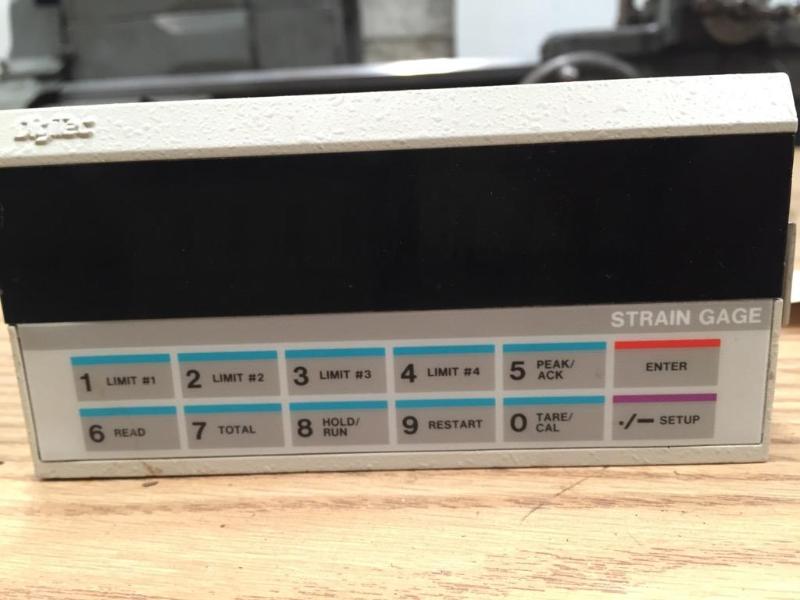 DigiTec
STRAIN GAGE
1 LIMIT #1
2 LIMIT #2
3 LIMIT #3
4 LIMIT #4
5 PEAK/
ACK
ENTER
6 READ
7 TOTAL
8 HOLD/
RUN
9 RESTART
0 TARE/
CAL
·/— SETUP